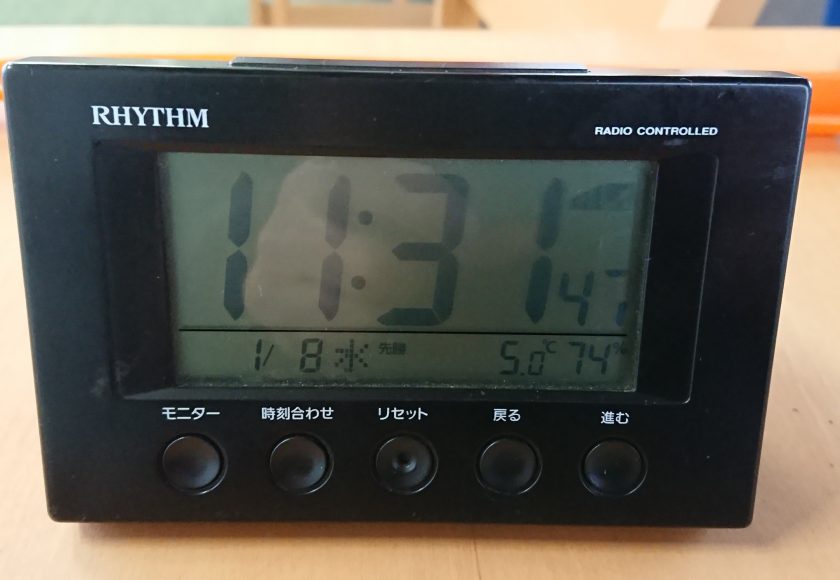 RHYTHM
RADIO CONTROLLED
11:31 47
1/ 8 水 先勝 5.0℃ 74%
モニター 時刻合わせ リセット 戻る 進む